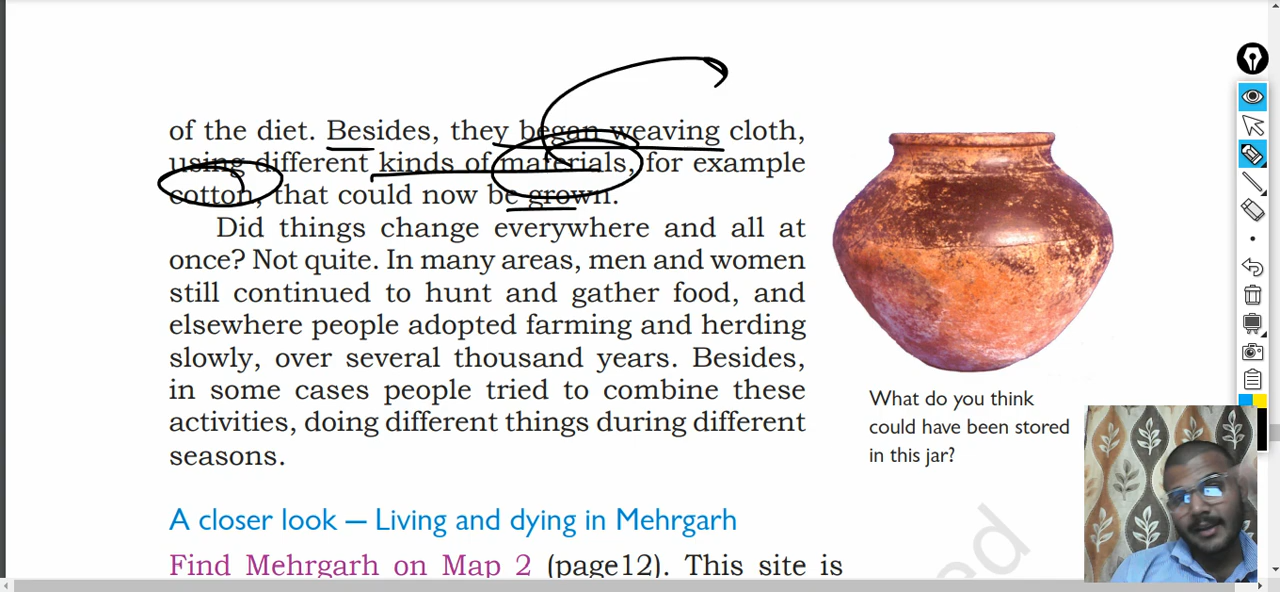 of the diet. Besides, they began weaving cloth,
using different kinds of materials, for example
cotton, that could now be grown.
Did things change everywhere and all at
once? Not quite. In many areas, men and women
still continued to hunt and gather food, and
elsewhere people adopted farming and herding
slowly, over several thousand years. Besides,
in some cases people tried to combine these
activities, doing different things during different
seasons.
What do you think
could have been stored
in this jar?
A closer look — Living and dying in Mehrgarh
Find Mehrgarh on Map 2 (page12). This site is
ed